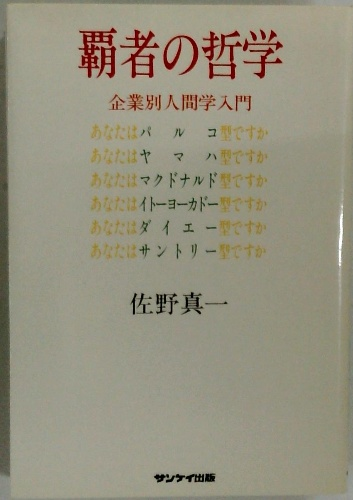 覇者の哲学
企業別人間学入門
あなたはパルコ型ですか
あなたはヤマハ型ですか
あなたはマクドナルド型ですか
あなたはイトーヨーカドー型ですか
あなたはダイエー型ですか
あなたはサントリー型ですか
佐野真一
サンケイ出版